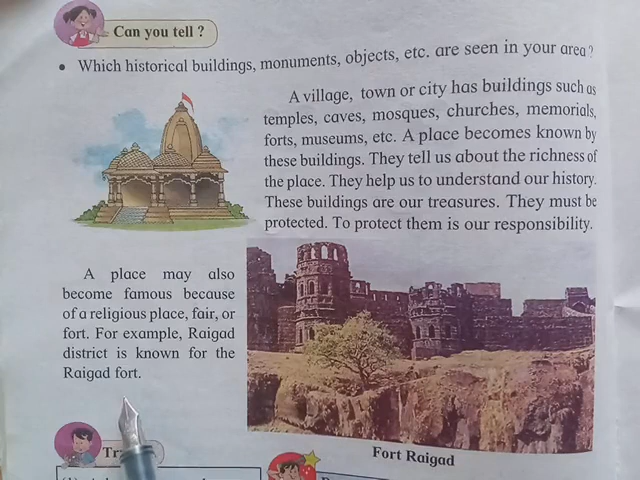 Can you tell ?
• Which historical buildings, monuments, objects, etc. are seen in your area?
A village, town or city has buildings such as
temples, caves, mosques, churches, memorials,
forts, museums, etc. A place becomes known by
these buildings. They tell us about the richness of
the place. They help us to understand our history.
These buildings are our treasures. They must be
protected. To protect them is our responsibility.
A place may also
become famous because
of a religious place, fair, or
fort. For example, Raigad
district is known for the
Raigad fort.
Fort Raigad